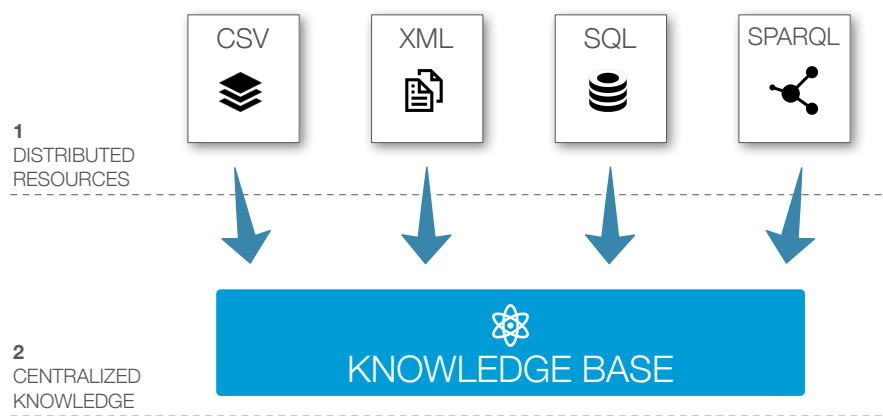 CSV
XML
SQL
SPARQL
1
DISTRIBUTED
RESOURCES
KNOWLEDGE BASE
2
CENTRALIZED
KNOWLEDGE